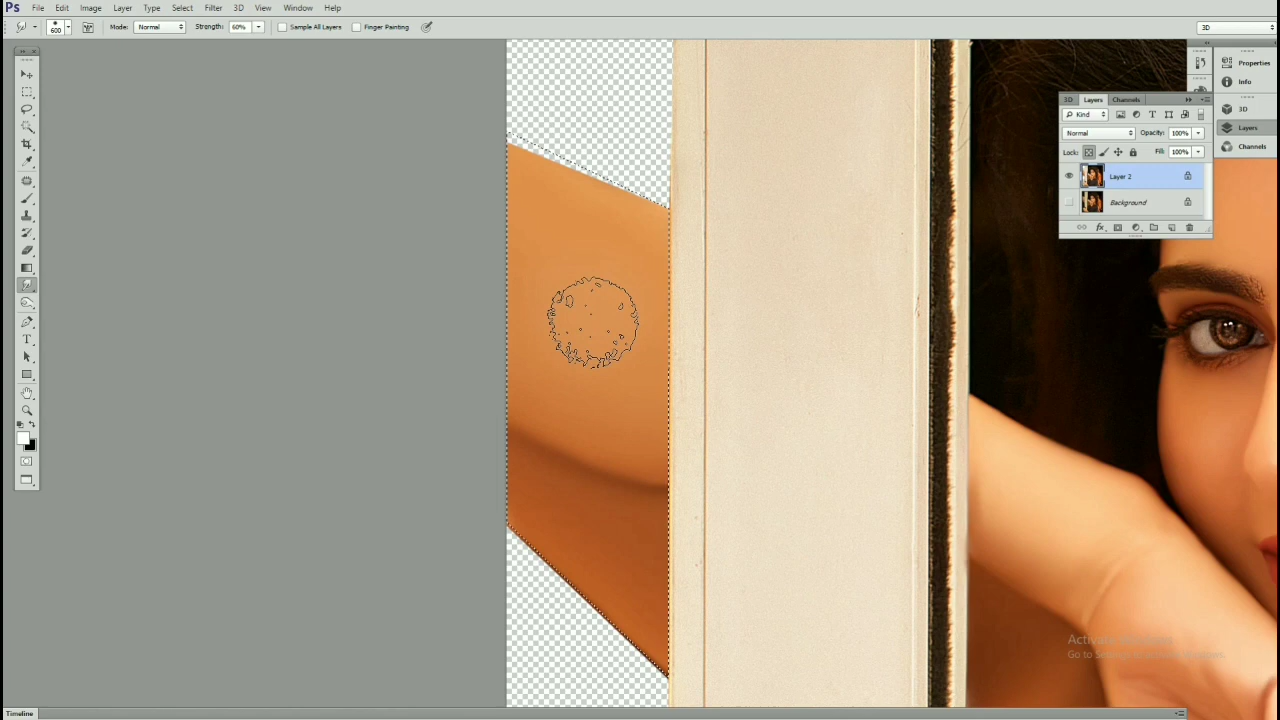 Ps File Edit Image Layer Type Select Filter 3D View Window Help
600 Mode: Normal Strength: 60% Sample All Layers Finger Painting 3D
Properties
Info
3D Layers Channels
3D
Kind
Layers
Normal Opacity: 100%
Channels
Lock: Fill: 100%
Layer 2
Background
T
Activate Windows
Go to Settings to activate Windows.
Timeline